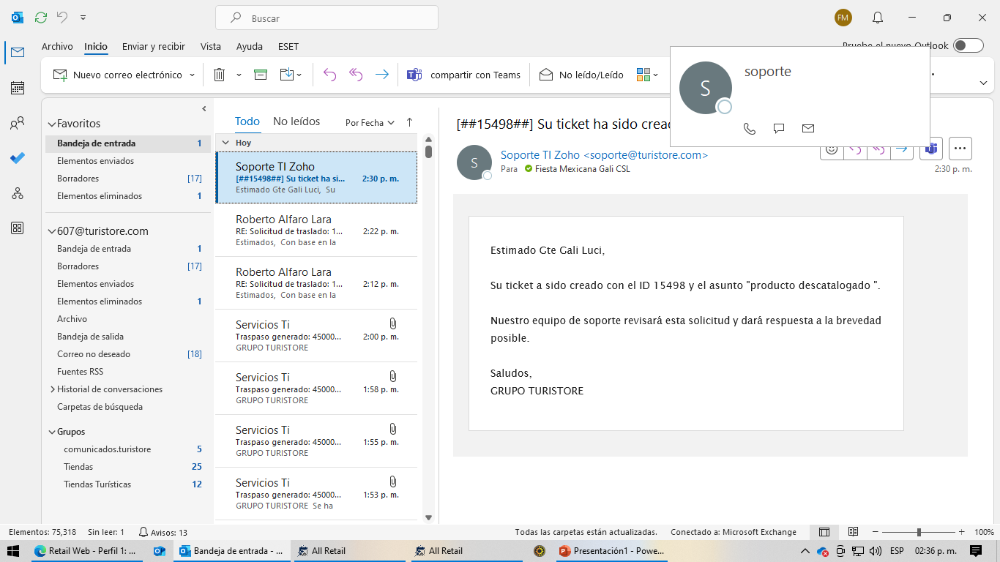 Buscar
FM
Archivo Inicio Enviar y recibir Vista Ayuda ESET
Nuevo correo electrónico
compartir con Teams
No leído/Leído
soporte
S
Favoritos
Bandeja de entrada 1
Elementos enviados
Borradores [17]
Elementos eliminados 1
607@turistore.com
Bandeja de entrada 1
Borradores [17]
Elementos enviados
Elementos eliminados 1
Archivo
Bandeja de salida
Correo no deseado [18]
Fuentes RSS
Historial de conversaciones
Carpetas de búsqueda
Grupos
comunicados.turistore 5
Tiendas 25
Tiendas Turísticas 12
Todo No leídos Por Fecha
Hoy
Soporte TI Zoho
[##15498##] Su ticket ha si... 2:30 p. m.
Estimado Gte Gali Luci, Su
Roberto Alfaro Lara
RE: Solicitud de traslado: 1... 2:22 p. m.
Estimados, Con base en la
Roberto Alfaro Lara
RE: Solicitud de traslado: 1... 2:12 p. m.
Estimados, Con base en la
Servicios Ti
Traspaso generado: 45000... 2:00 p. m.
GRUPO TURISTORE
Servicios Ti
Traspaso generado: 45000... 1:58 p. m.
GRUPO TURISTORE
Servicios Ti
Traspaso generado: 45000... 1:55 p. m.
GRUPO TURISTORE
Servicios Ti
Traspaso generado: 45000... 1:53 p. m.
GRUPO TURISTORE Se ha
[##15498##] Su ticket ha sido
S
Soporte TI Zoho <soporte@turistore.com>
Para Fiesta Mexicana Gali CSL
2:30 p. m.
Estimado Gte Gali Luci,
Su ticket a sido creado con el ID 15498 y el asunto "producto descatalogado ".
Nuestro equipo de soporte revisará esta solicitud y dará respuesta a la brevedad
posible.
Saludos,
GRUPO TURISTORE
Elementos: 75,318 Sin leer: 1 Avisos: 13
Todas las carpetas están actualizadas. Conectado a: Microsoft Exchange 100%
Retail Web - Perfil 1: ... Bandeja de entrada - ... All Retail All Retail Presentación1 - Powe... ESP 02:36 p. m.